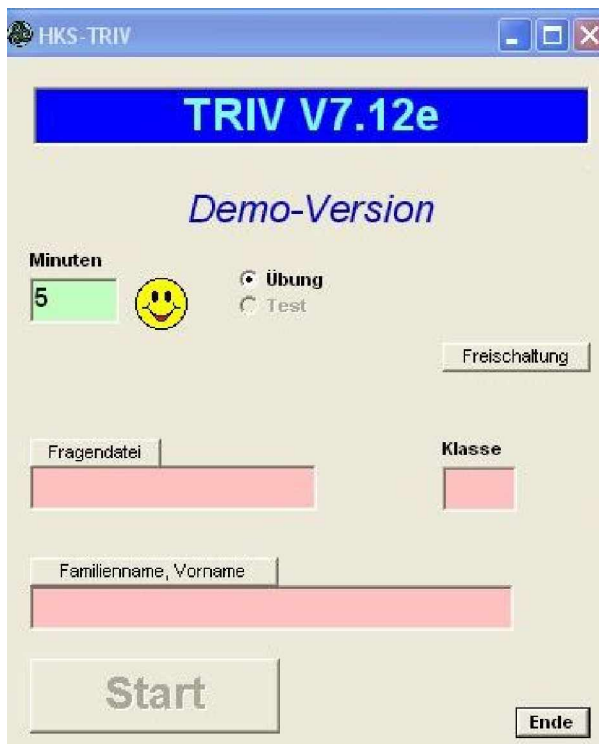 HKS-TRIV
TRIV V7.12e
Demo-Version
Minuten
5
Übung
Test
Freischaltung
Fragendatei
Klasse
Familienname, Vorname
Start
Ende